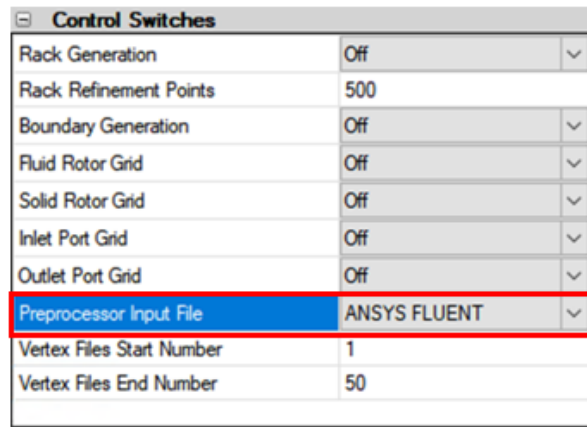 Control Switches
Rack Generation Off
Rack Refinement Points 500
Boundary Generation Off
Fluid Rotor Grid Off
Solid Rotor Grid Off
Inlet Port Grid Off
Outlet Port Grid Off
Preprocessor Input File ANSYS FLUENT
Vertex Files Start Number 1
Vertex Files End Number 50